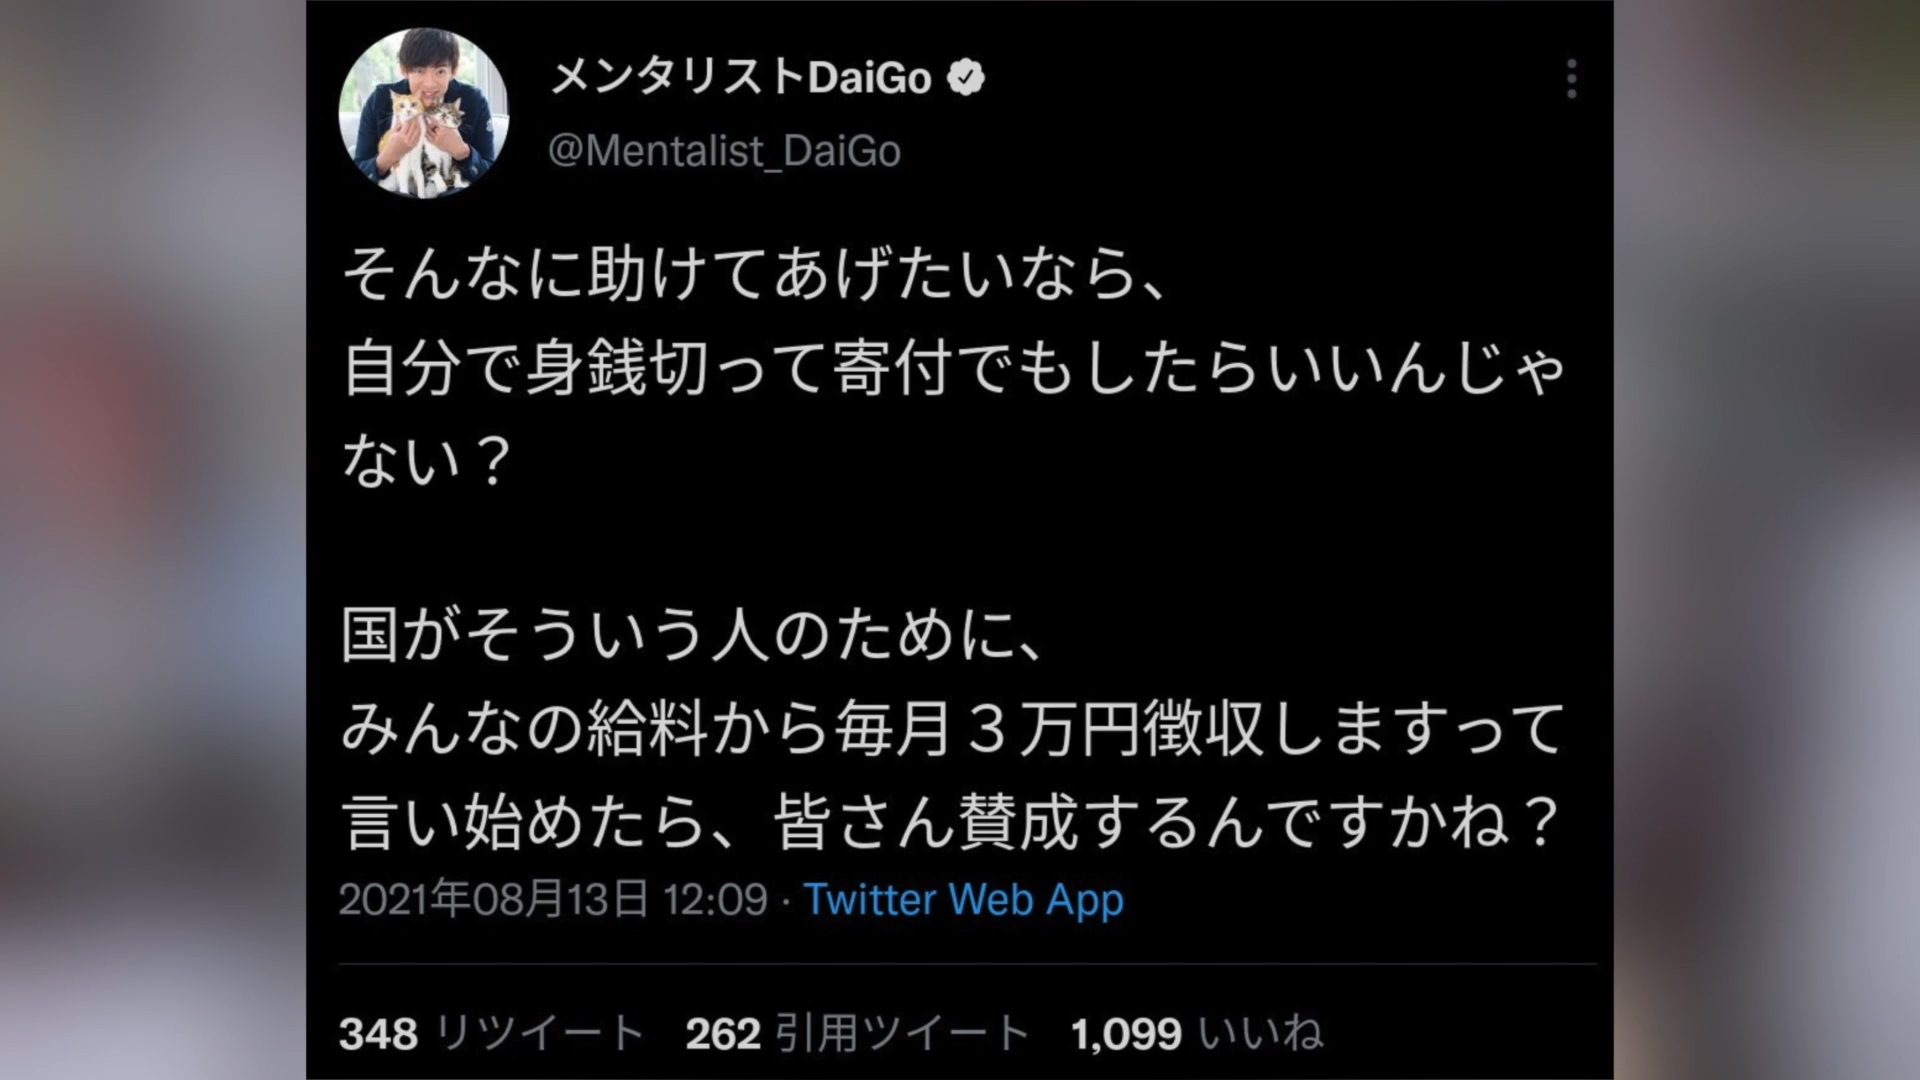 メンタリストDaiGo
@Mentalist_DaiGo
そんなに助けてあげたいなら、
自分で身銭切って寄付でもしたらいいんじゃ
ない？
国がそういう人のために、
みんなの給料から毎月３万円徴収しますって
言い始めたら、皆さん賛成するんですかね？
2021年08月13日 12:09 · Twitter Web App
348 リツイート 262 引用ツイート 1,099 いいね